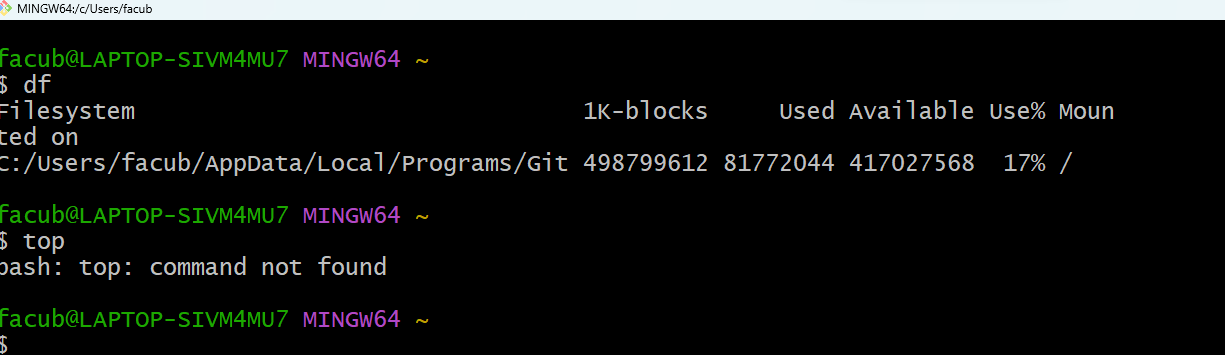 MINGW64:/c/Users/facub
facub@LAPTOP-SIVM4MU7 MINGW64 ~
$ df
Filesystem 1K-blocks Used Available Use% Moun
ted on
C:/Users/facub/AppData/Local/Programs/Git 498799612 81772044 417027568 17% /
facub@LAPTOP-SIVM4MU7 MINGW64 ~
$ top
bash: top: command not found
facub@LAPTOP-SIVM4MU7 MINGW64 ~
$